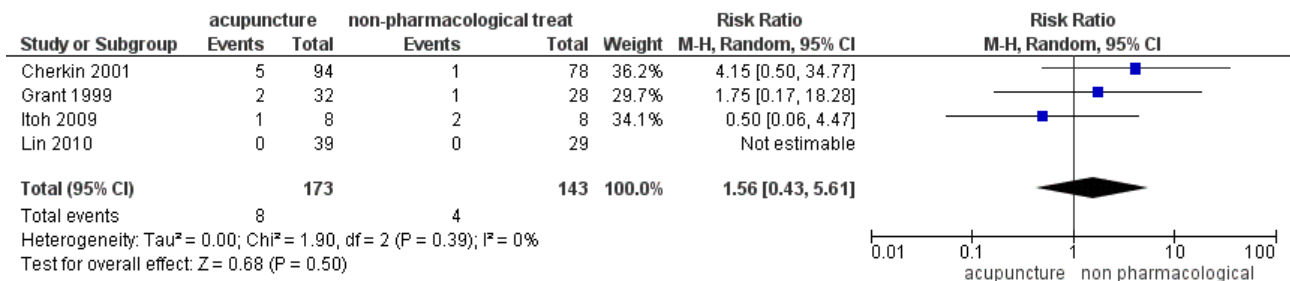 acupuncture non-pharmacological treat Risk Ratio Risk Ratio
Study or Subgroup Events Total Events Total Weight M-H, Random, 95% CI M-H, Random, 95% CI
Cherkin 2001 5 94 1 78 36.2% 4.15 [0.50, 34.77]
Grant 1999 2 32 1 28 29.7% 1.75 [0.17, 18.28]
Itoh 2009 1 8 2 8 34.1% 0.50 [0.06, 4.47]
Lin 2010 0 39 0 29 Not estimable
Total (95% CI) 173 143 100.0% 1.56 [0.43, 5.61]
Total events 8 4
Heterogeneity: Tau² = 0.00; Chi² = 1.90, df = 2 (P = 0.39); I² = 0%
Test for overall effect: Z = 0.68 (P = 0.50)
0.01 0.1 1 10 100
acupuncture non pharmacological